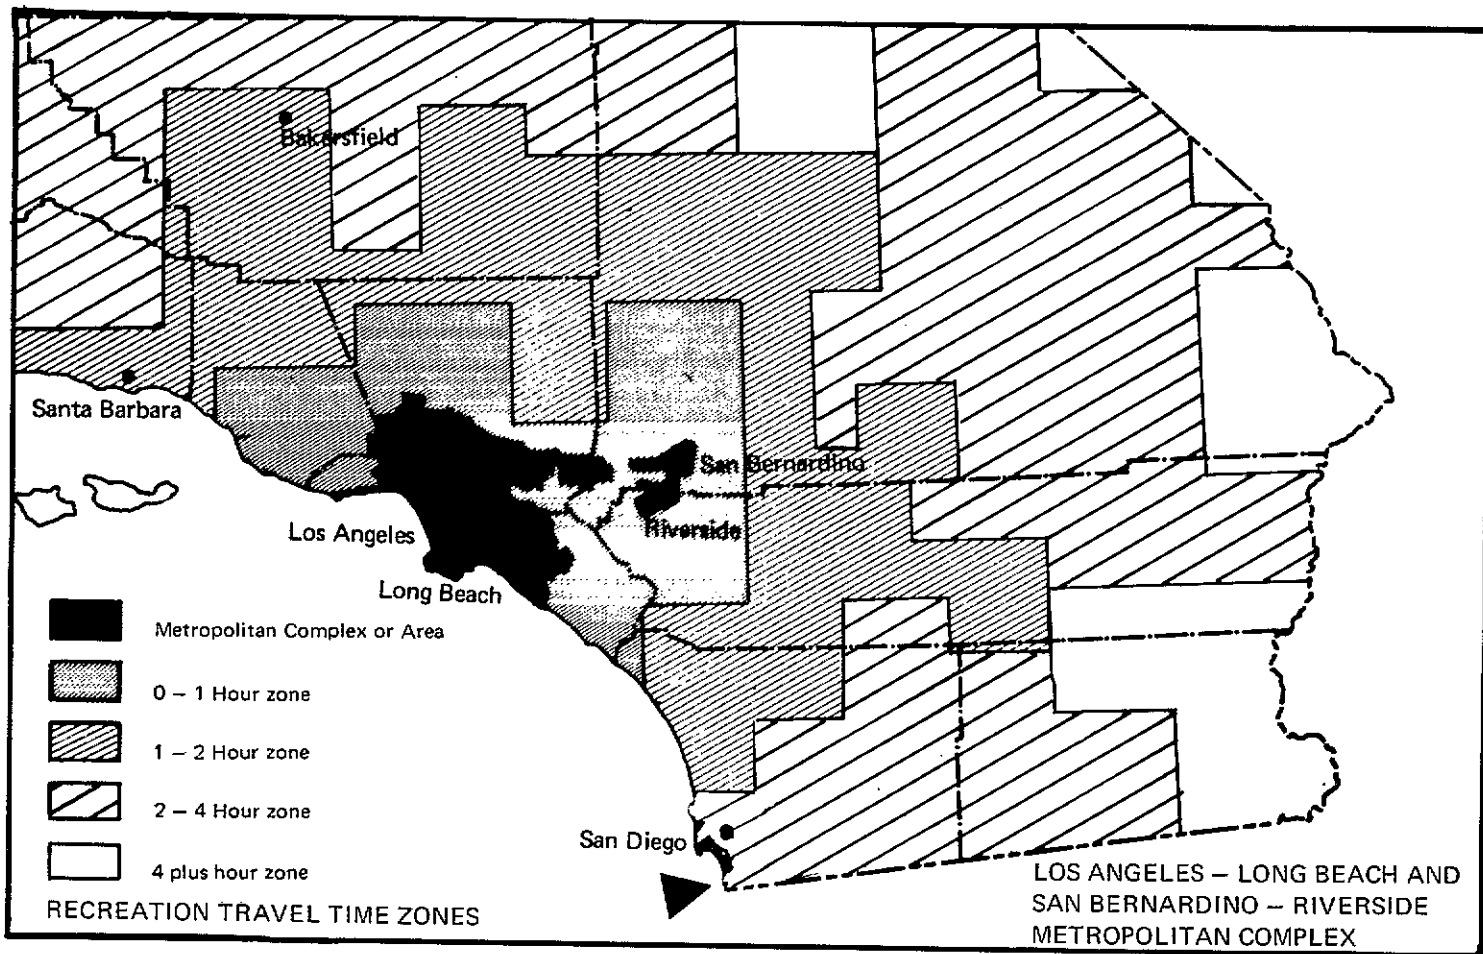 Bakersfield
Santa Barbara
San Bernardino
Los Angeles
Riverside
Long Beach
Metropolitan Complex or Area
0 – 1 Hour zone
1 – 2 Hour zone
2 – 4 Hour zone
San Diego
4 plus hour zone
RECREATION TRAVEL TIME ZONES
LOS ANGELES – LONG BEACH AND
SAN BERNARDINO – RIVERSIDE
METROPOLITAN COMPLEX